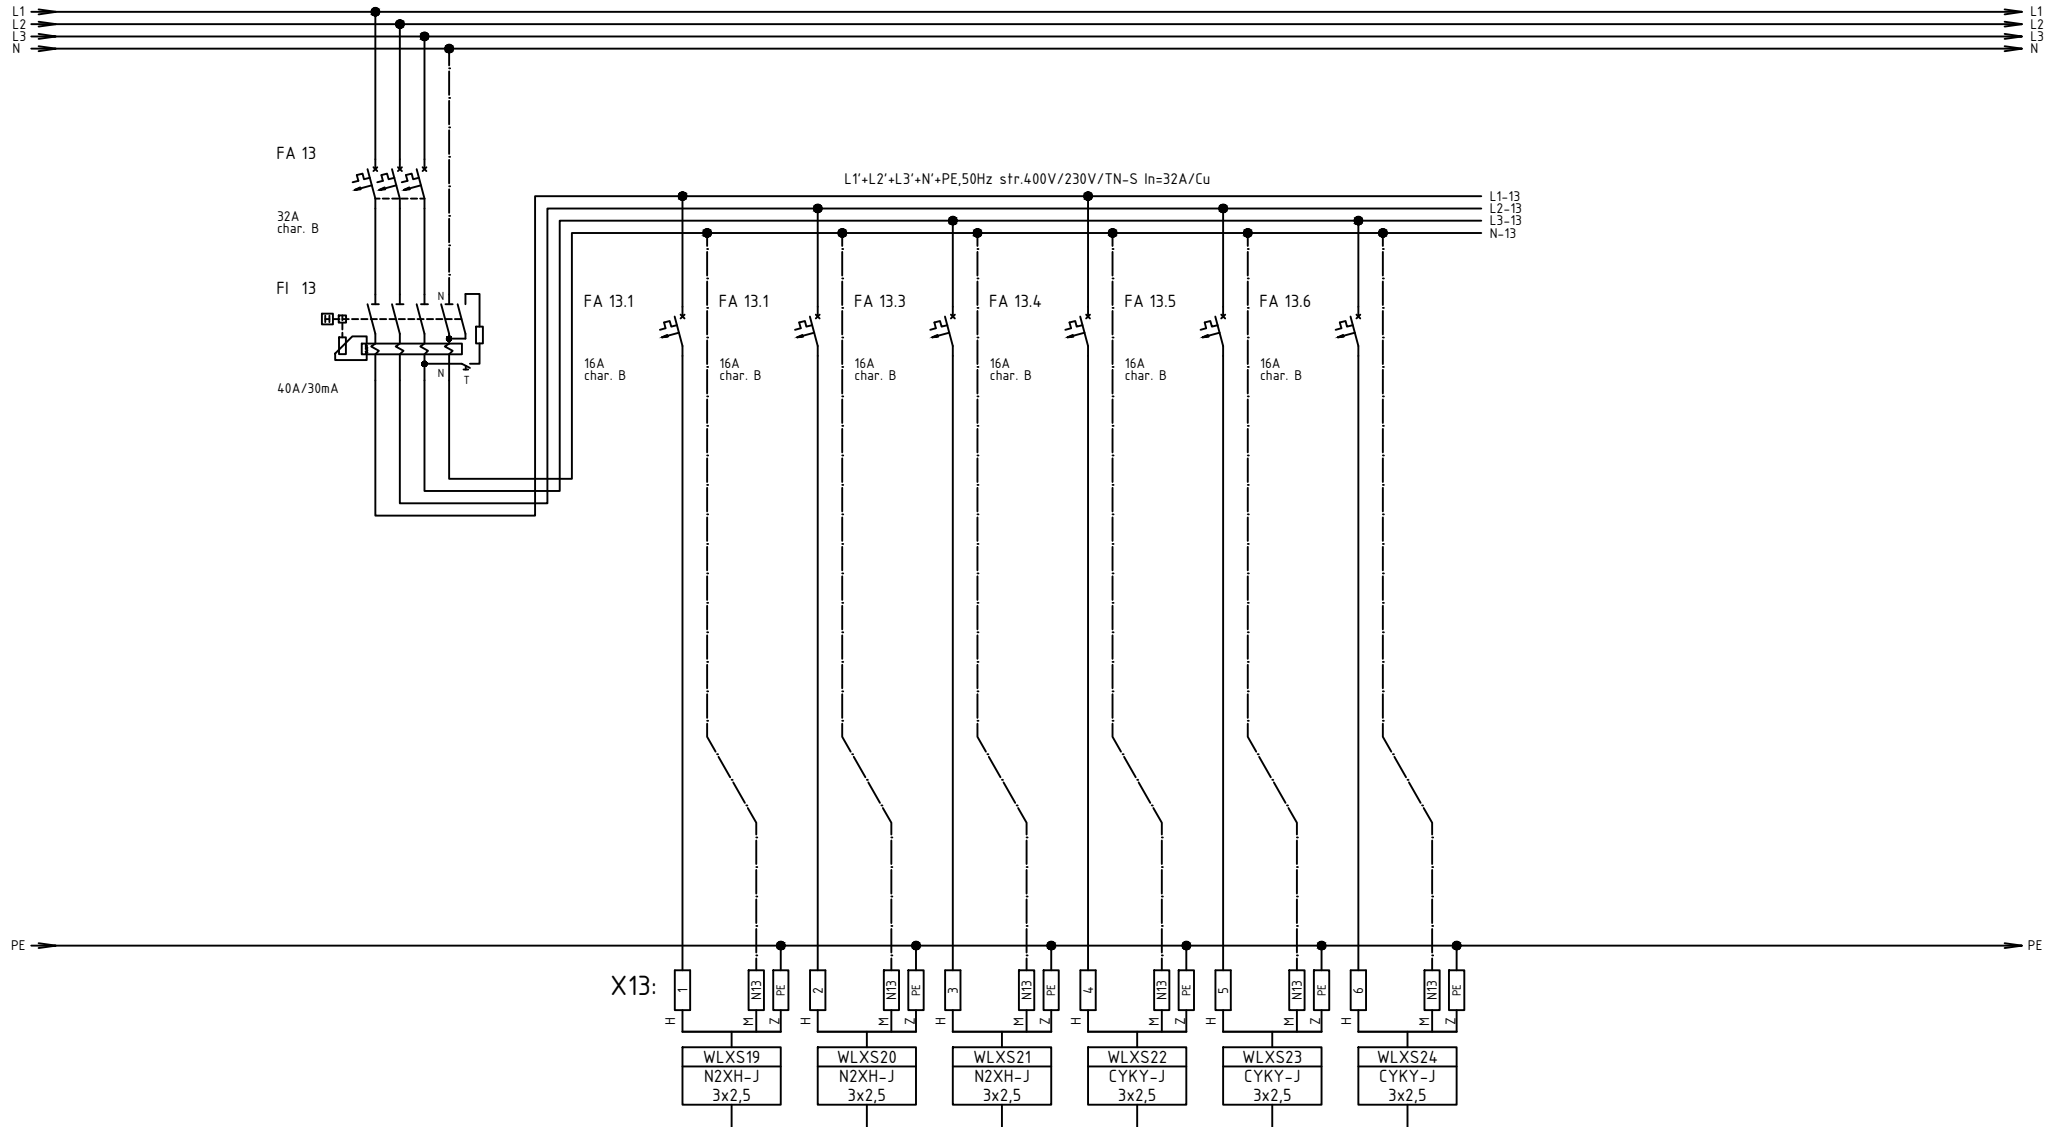 L1
L1
L2
L2
L3
L3
N
N
FA 13
32A
char. B
L1'+L2'+L3'+N'+PE,50Hz str.400V/230V/TN-S In=32A/Cu
L1-13
L2-13
L3-13
N-13
FI 13
N
N
T
40A/30mA
FA 13.1
16A
char. B
FA 13.1
16A
char. B
FA 13.3
16A
char. B
FA 13.4
16A
char. B
FA 13.5
16A
char. B
FA 13.6
16A
char. B
PE
PE
X13:
1
N13
PE
2
N13
PE
3
N13
PE
4
N13
PE
5
N13
PE
6
N13
PE
H
M
Z
H
M
Z
H
M
Z
H
M
Z
H
M
Z
H
M
Z
WLXS19
N2XH-J
3x2,5
WLXS20
N2XH-J
3x2,5
WLXS21
N2XH-J
3x2,5
WLXS22
CYKY-J
3x2,5
WLXS23
CYKY-J
3x2,5
WLXS24
CYKY-J
3x2,5